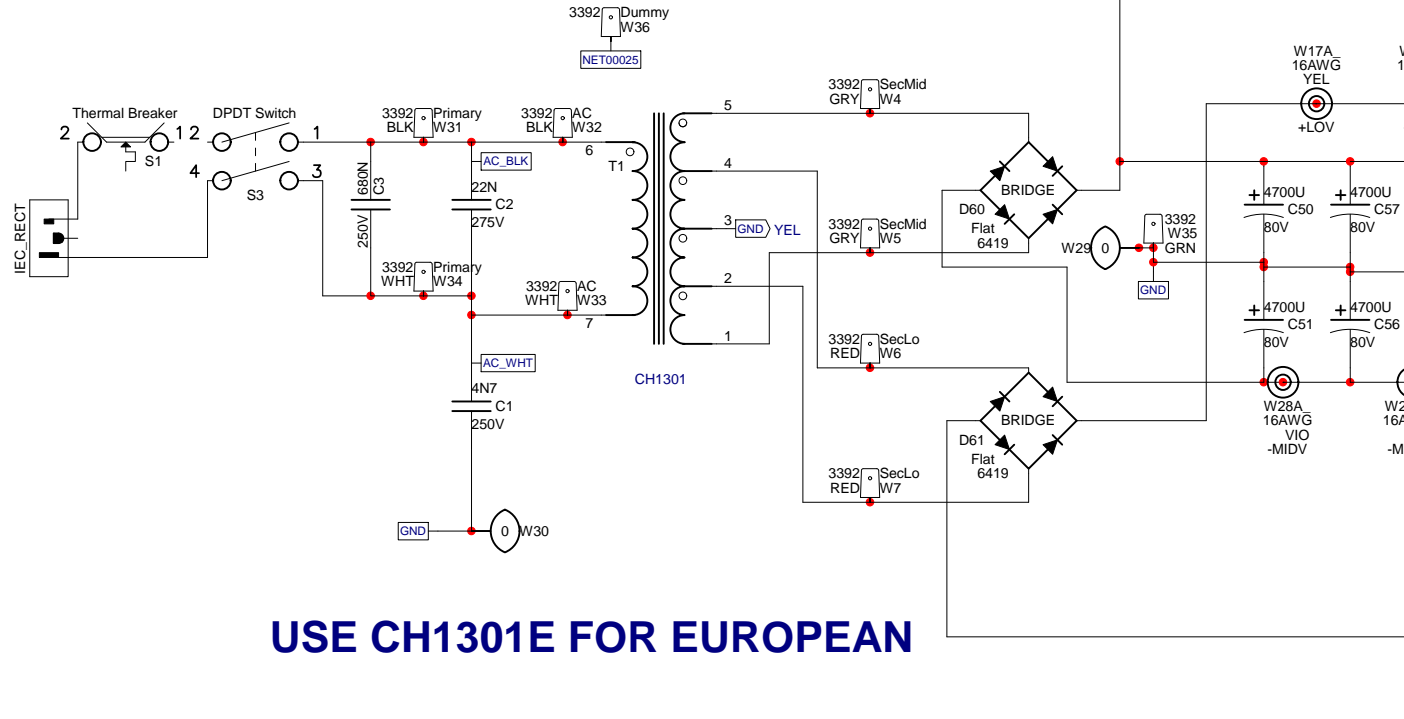 3392 Dummy
W36
NET00025
Thermal Breaker
2
1
S1
DPDT Switch
2
1
4
3
S3
IEC_RECT
680N
C3
250V
3392 Primary
BLK W31
3392 AC
BLK W32
AC_BLK
22N
C2
275V
3392 Primary
WHT W34
3392 AC
WHT W33
AC_WHT
4N7
C1
250V
GND
0 W30
6
T1
7
5
4
3
GND YEL
2
1
CH1301
3392 SecMid
GRY W4
3392 SecMid
GRY W5
3392 SecLo
RED W6
3392 SecLo
RED W7
BRIDGE
D60
Flat
6419
BRIDGE
D61
Flat
6419
W17A_
16AWG
YEL
+LOV
W29 0
3392
W35
GRN
GND
+ 4700U
C50
80V
+ 4700U
C57
80V
+ 4700U
C51
80V
+ 4700U
C56
80V
W28A_
16AWG
VIO
-MIDV
USE CH1301E FOR EUROPEAN